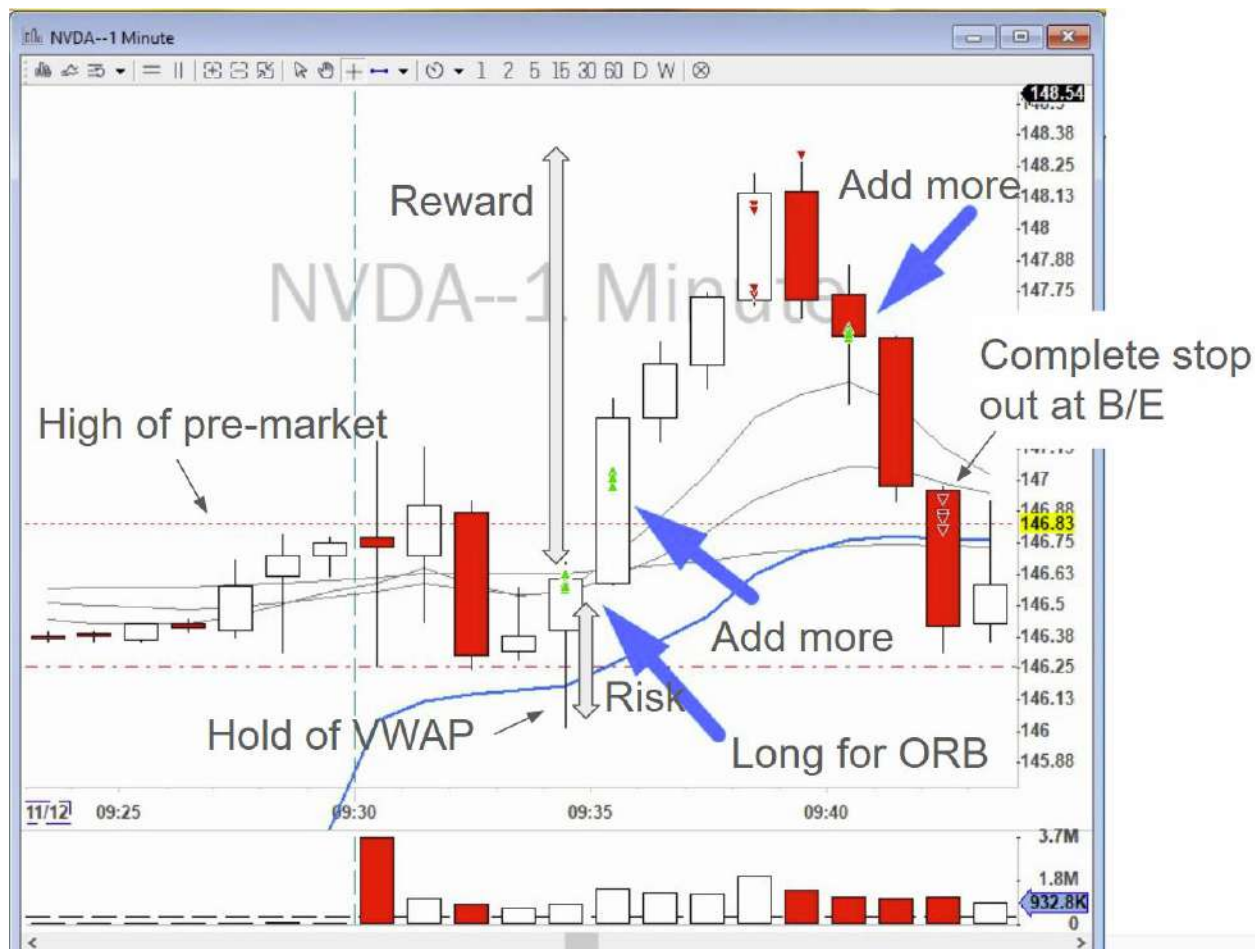 NVDA--1 Minute
1 2 5 15 30 60 D W
148.54
148.38
Reward
Add more
148.25
148.13
148
147.88
NVDA--1 Minute
147.75
Complete stop
out at B/E
High of pre-market
147
146.88
146.83
146.75
146.63
146.5
Add more
146.38
146.25
Risk
146.13
Hold of VWAP
146
Long for ORB
145.88
11/12 09:25 09:30 09:35 09:40
3.7M
1.8M
932.8K
0